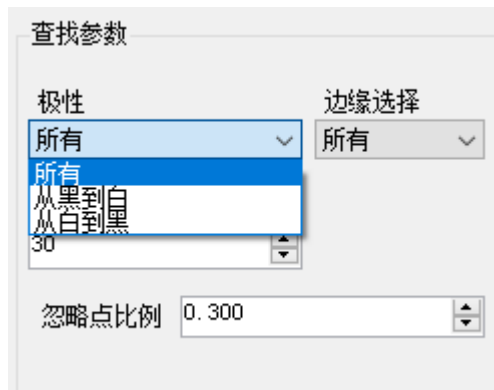 查找参数
极性 边缘选择
所有 所有
所有
从黑到白
从白到黑
30
忽略点比例 0.300